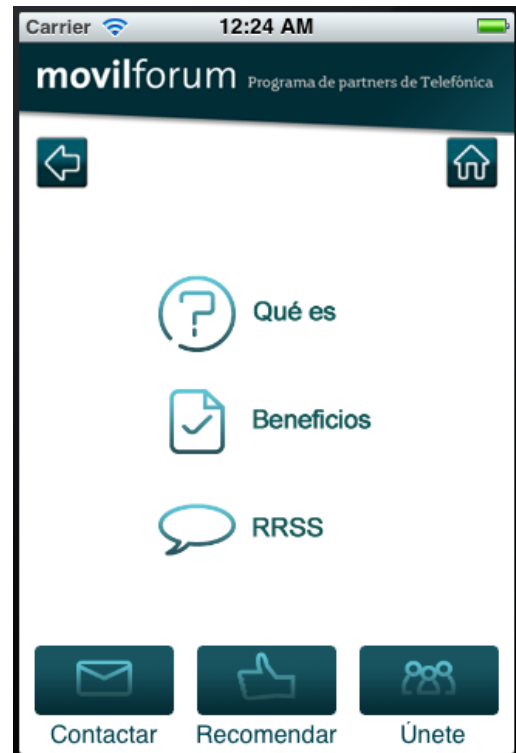 Carrier 12:24 AM
movilforum Programa de partners de Telefónica
Qué es
Beneficios
RRSS
Contactar Recomendar Únete